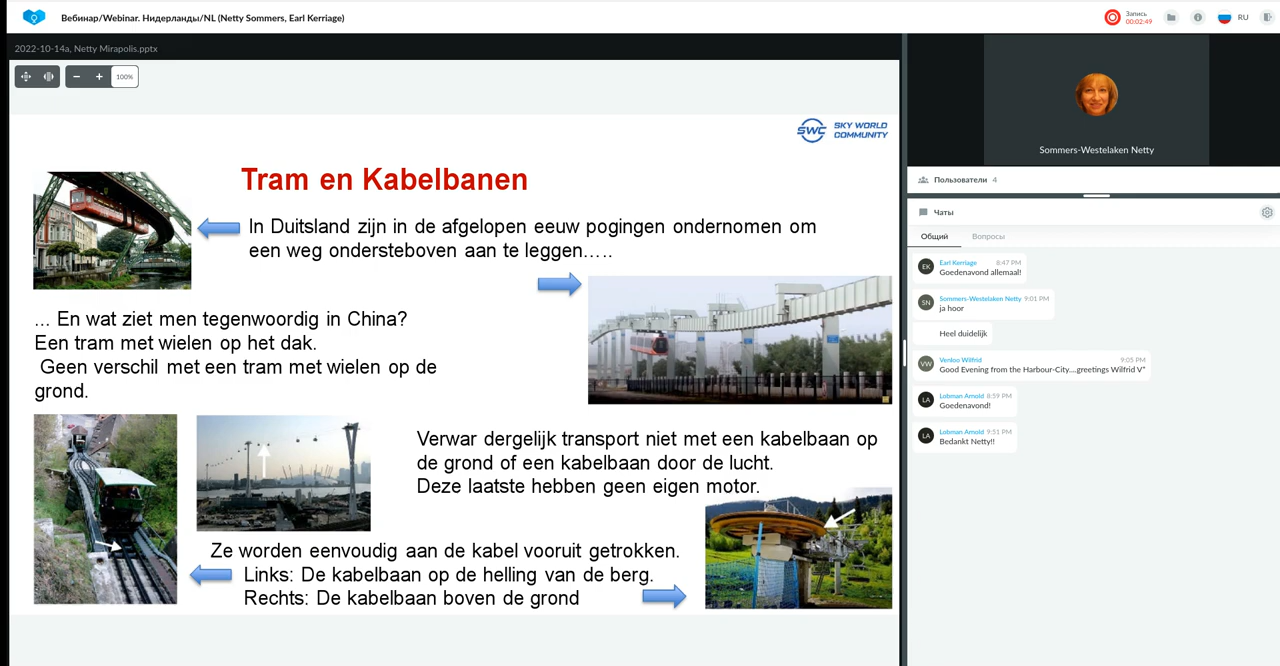 Вебинар/Webinar. Нидерланды/NL (Netty Sommers, Earl Kerriage)
Запись
00:02:49
RU
2022-10-14a, Netty Mirapolis.pptx
100%
SWC SKY WORLD
COMMUNITY
Tram en Kabelbanen
In Duitsland zijn in de afgelopen eeuw pogingen ondernomen om
een weg ondersteboven aan te leggen…..
... En wat ziet men tegenwoordig in China?
Een tram met wielen op het dak.
Geen verschil met een tram met wielen op de
grond.
Verwar dergelijk transport niet met een kabelbaan op
de grond of een kabelbaan door de lucht.
Deze laatste hebben geen eigen motor.
Ze worden eenvoudig aan de kabel vooruit getrokken.
Links: De kabelbaan op de helling van de berg.
Rechts: De kabelbaan boven de grond
Sommers-Westelaken Netty
Пользователи 4
Чаты
Общий Вопросы
EK Earl Kerriage 8:47 PM
Goedenavond allemaal!
SN Sommers-Westelaken Netty 9:01 PM
ja hoor
Heel duidelijk
VW Venloo Wilfrid 9:05 PM
Good Evening from the Harbour-City....greetings Wilfrid V"
LA Lobman Arnold 8:59 PM
Goedenavond!
LA Lobman Arnold 9:51 PM
Bedankt Netty!!